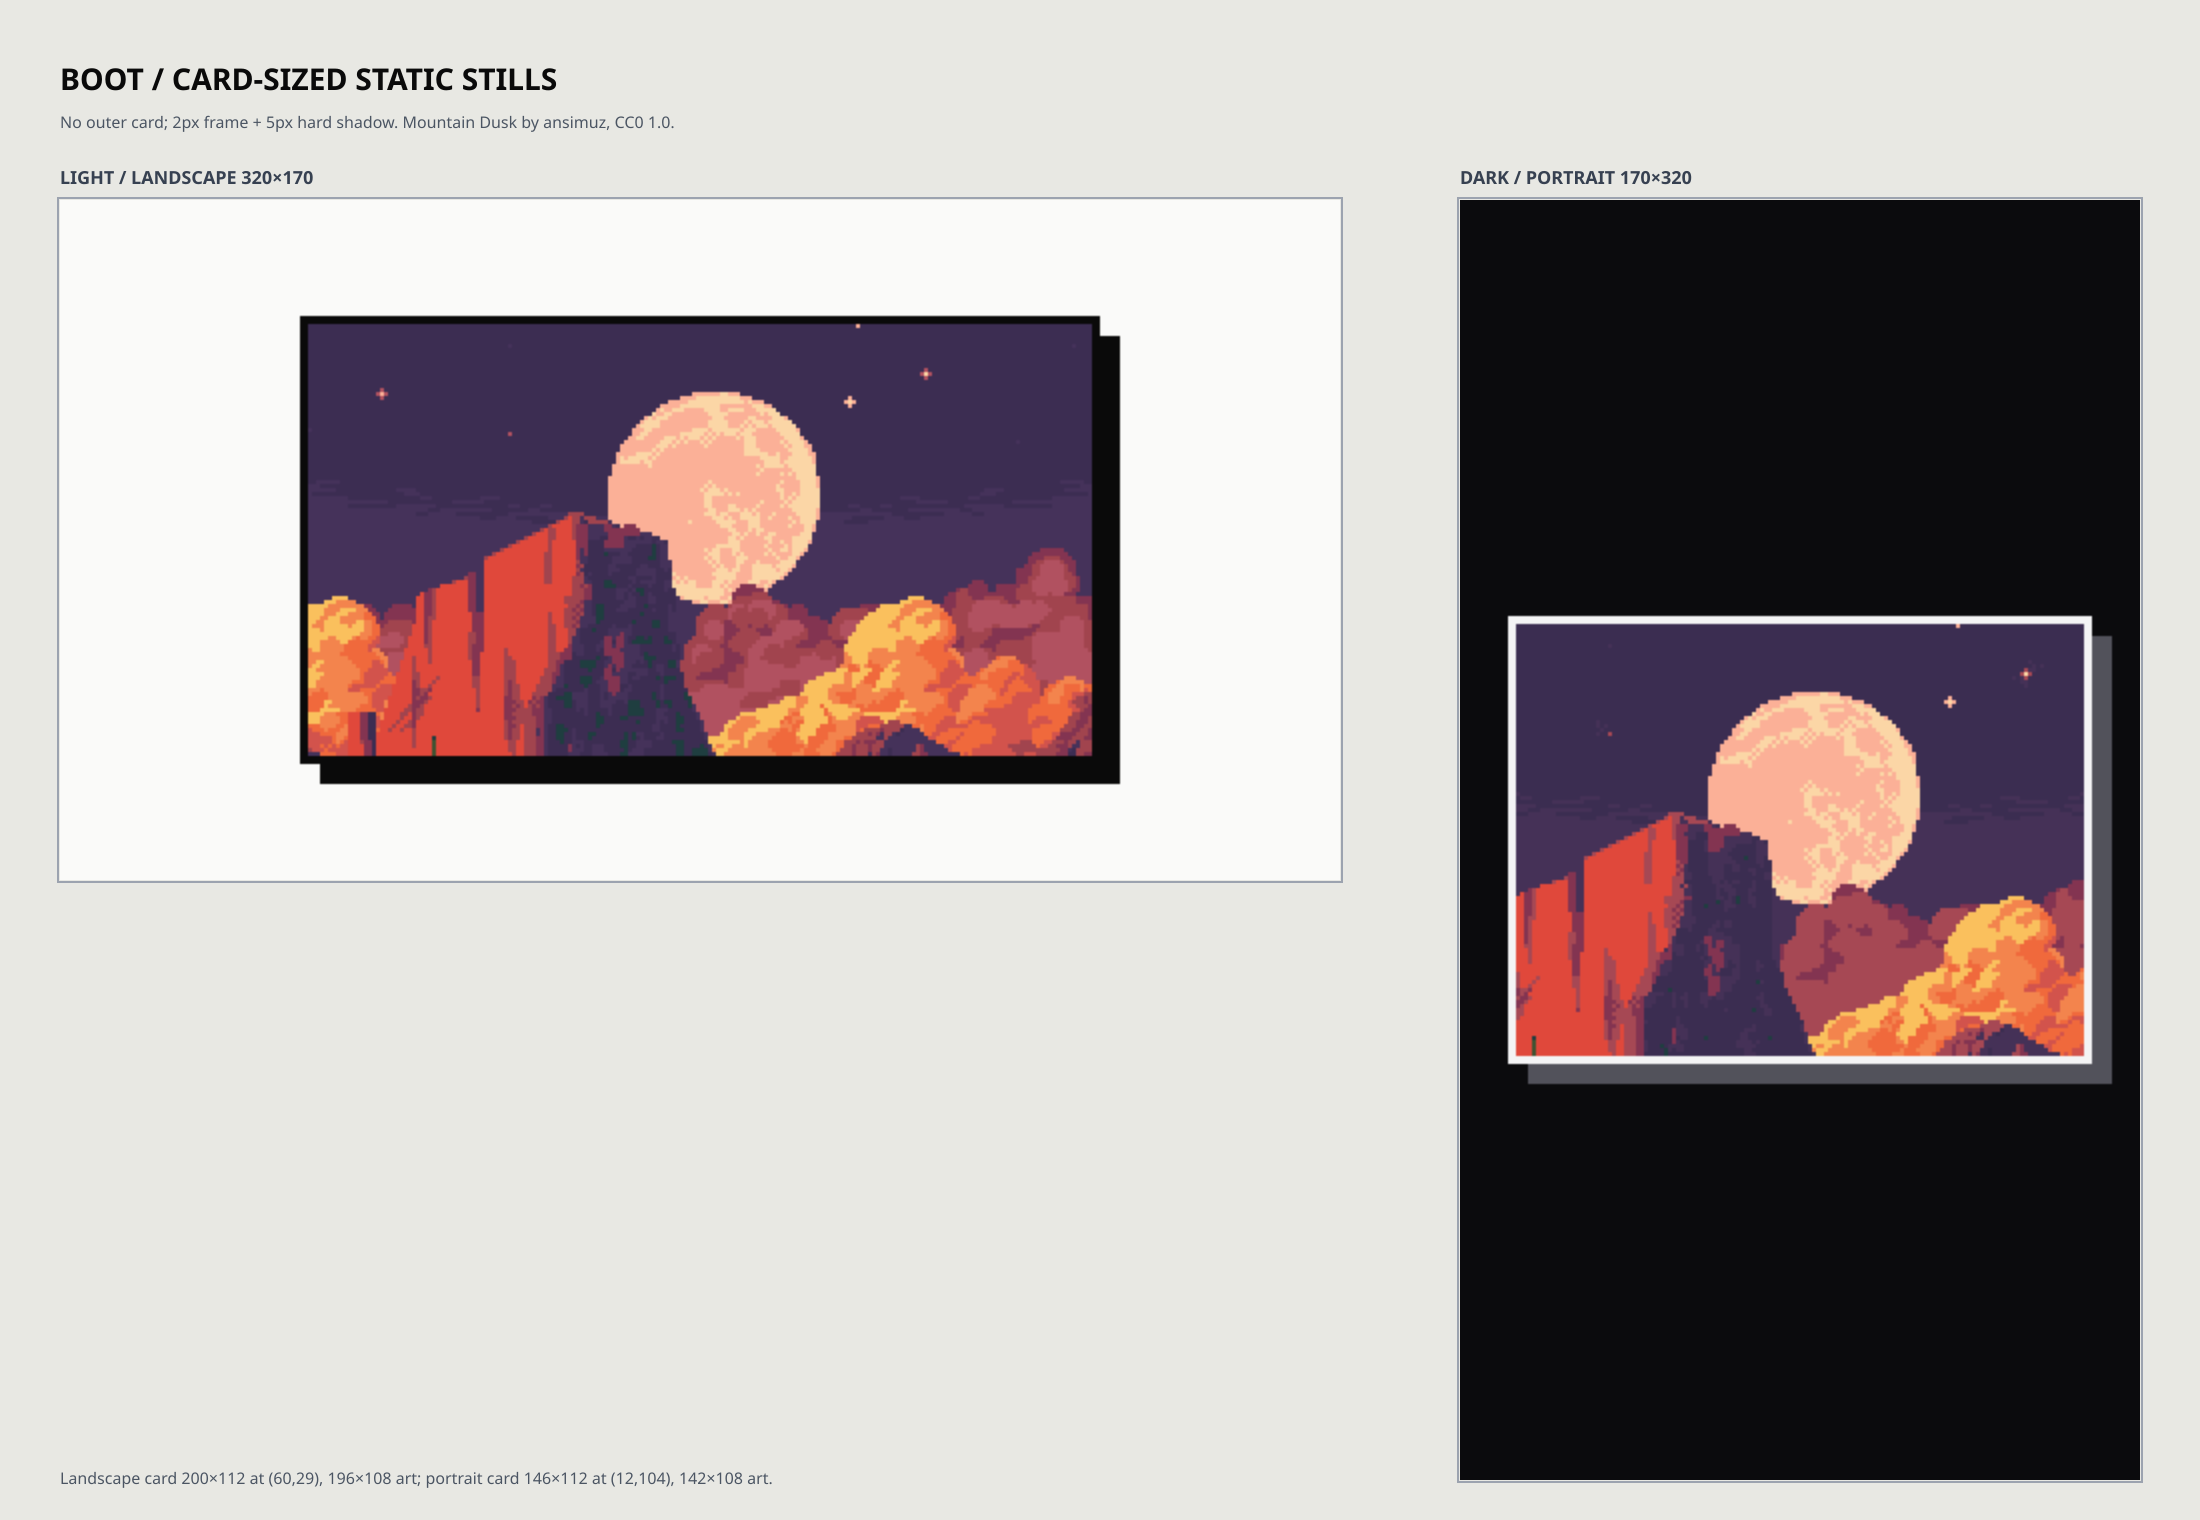 BOOT / CARD-SIZED STATIC STILLS
No outer card; 2px frame + 5px hard shadow. Mountain Dusk by ansimuz, CC0 1.0.
LIGHT / LANDSCAPE 320×170
DARK / PORTRAIT 170×320
Landscape card 200×112 at (60,29), 196×108 art; portrait card 146×112 at (12,104), 142×108 art.